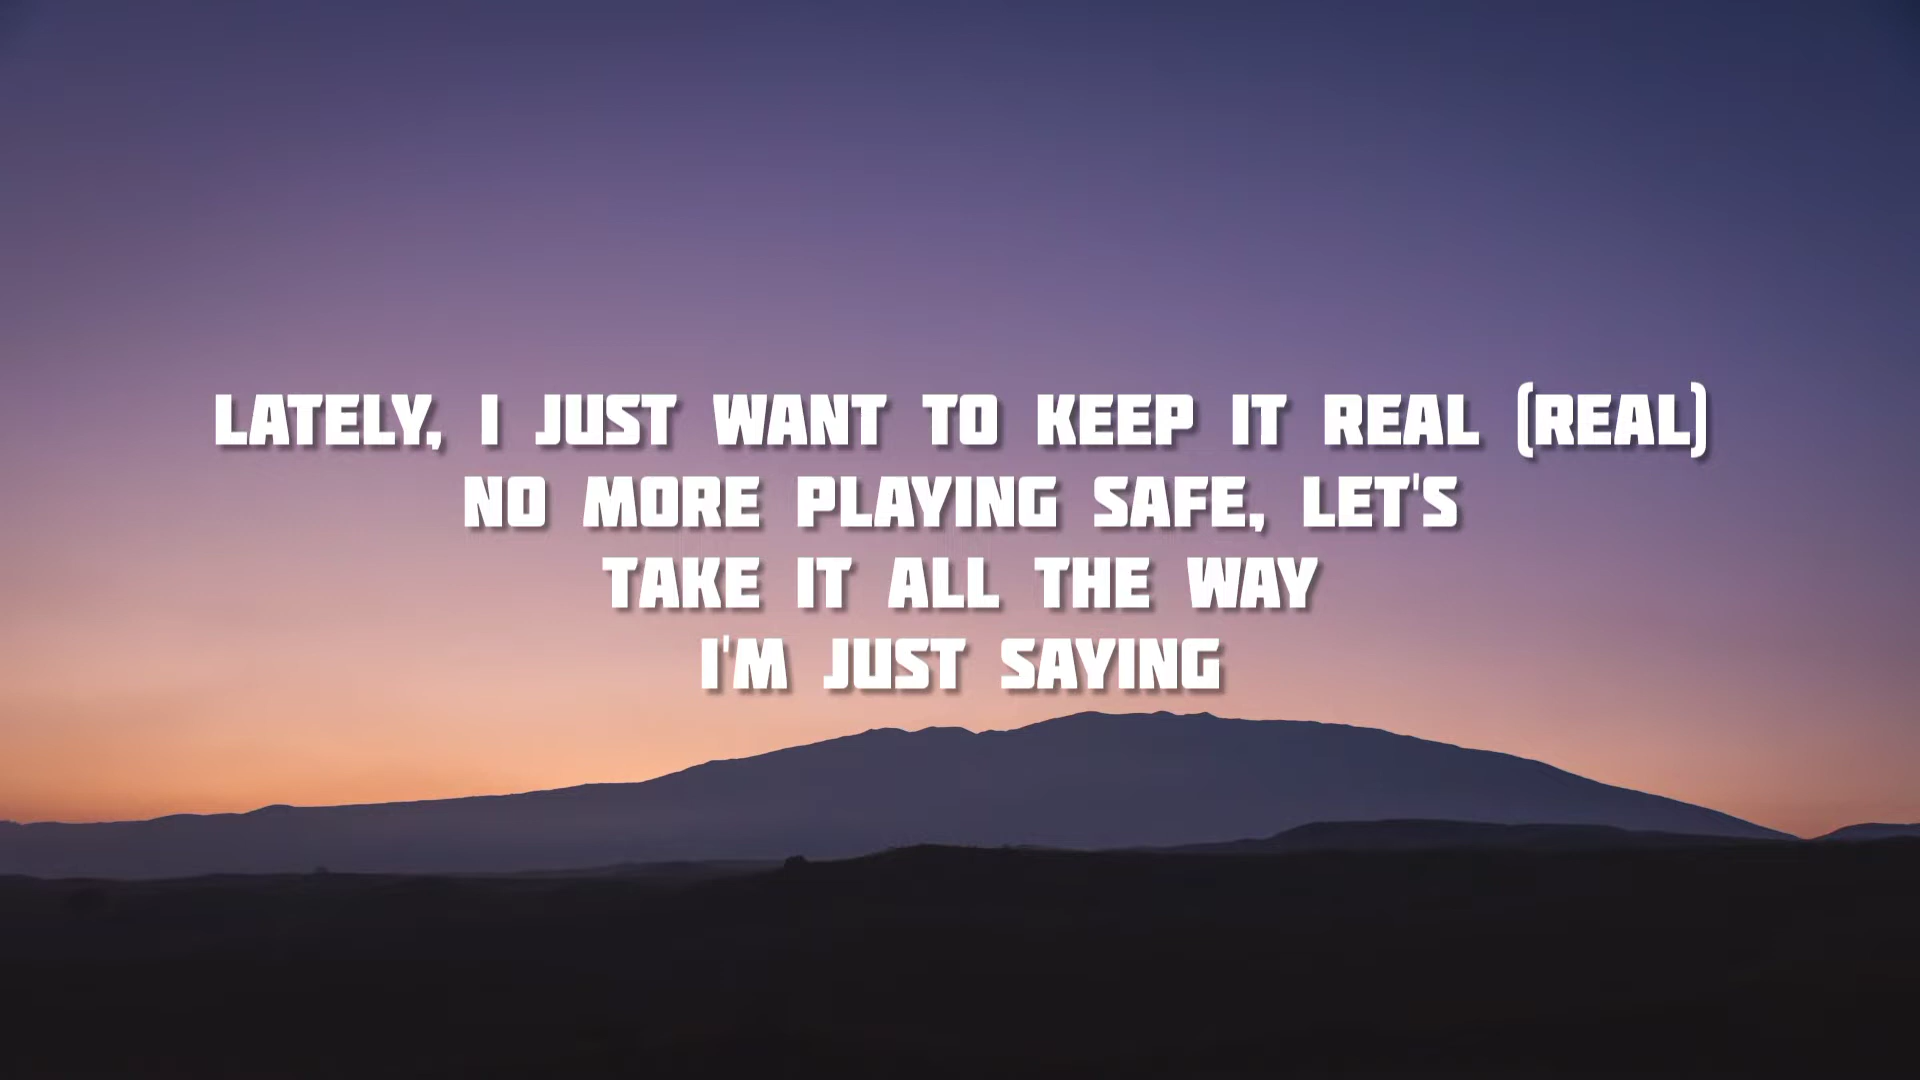 LATELY, I JUST WANT TO KEEP IT REAL (REAL)
NO MORE PLAYING SAFE, LET'S
TAKE IT ALL THE WAY
I'M JUST SAYING